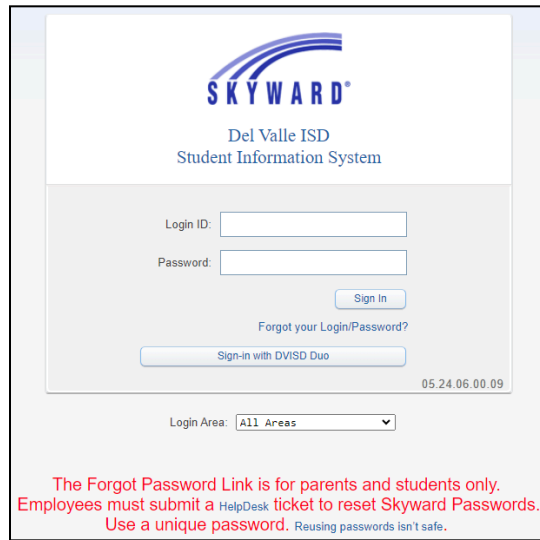 SKYWARD®
Del Valle ISD
Student Information System
Login ID:
Password:
Sign In
Forgot your Login/Password?
Sign-in with DVISD Duo
05.24.06.00.09
Login Area: All Areas
The Forgot Password Link is for parents and students only.
Employees must submit a HelpDesk ticket to reset Skyward Passwords.
Use a unique password. Reusing passwords isn't safe.